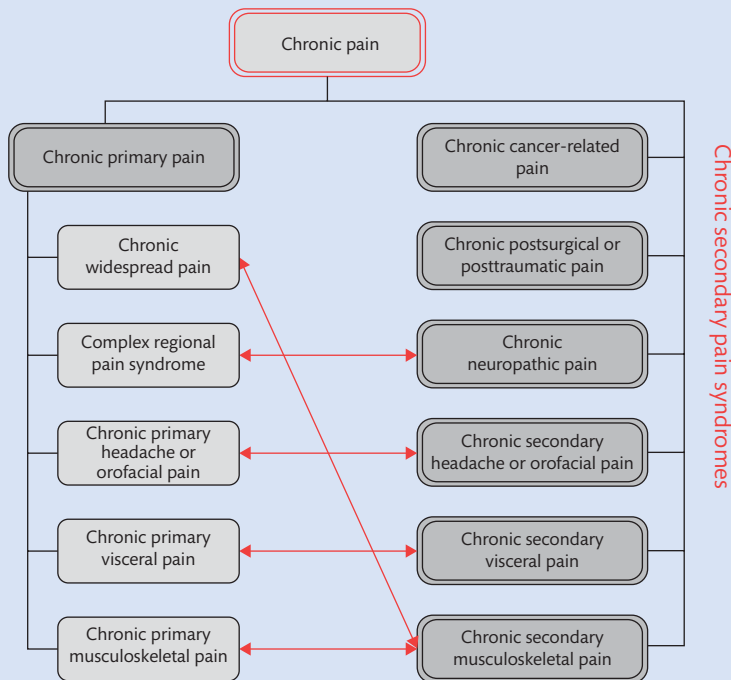 Chronic pain
Chronic primary pain
Chronic
widespread pain
Complex regional
pain syndrome
Chronic primary
headache or
orofacial pain
Chronic primary
visceral pain
Chronic primary
musculoskeletal pain
Chronic cancer-related
pain
Chronic postsurgical or
posttraumatic pain
Chronic
neuropathic pain
Chronic secondary
headache or orofacial pain
Chronic secondary
visceral pain
Chronic secondary
musculoskeletal pain
Chronic secondary pain syndromes